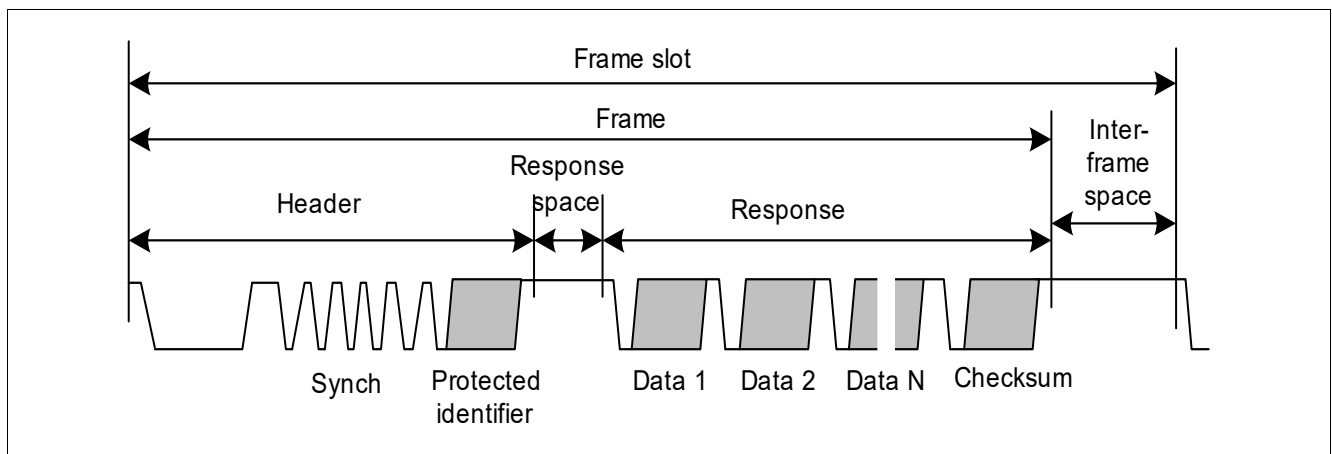 Frame slot
Frame
Inter-
frame
space
Response
space
Header
Response
Synch
Protected
identifier
Data 1
Data 2
Data N
Checksum